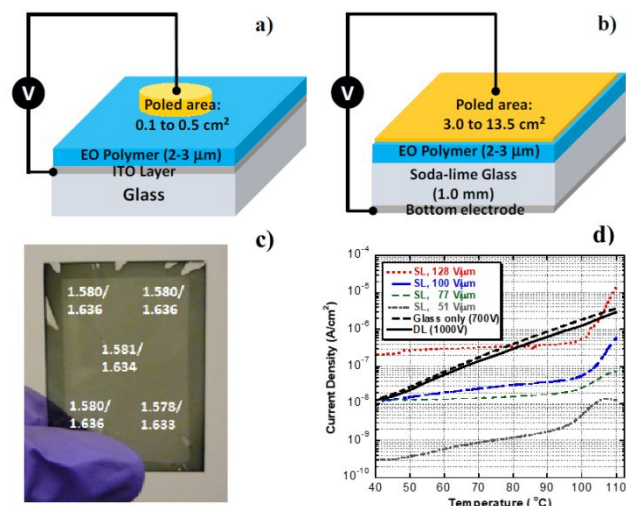 a)
V
Poled area:
0.1 to 0.5 cm²
EO Polymer (2-3 μm)
ITO Layer
Glass
b)
V
Poled area:
3.0 to 13.5 cm²
EO Polymer (2-3 μm)
Soda-lime Glass
(1.0 mm)
Bottom electrode
c)
1.580/ 1.580/
1.636 1.636
1.581/
1.634
1.580/ 1.578/
1.636 1.633
d)
SL, 128 Vμm
SL, 100 Vμm
SL, 77 Vμm
SL, 51 Vμm
Glass only (700V)
DL (1000V)
Current Density (A/cm²)
10⁻⁴
10⁻⁵
10⁻⁶
10⁻⁷
10⁻⁸
10⁻⁹
10⁻¹⁰
40 50 60 70 80 90 100 110
Temperature (°C)